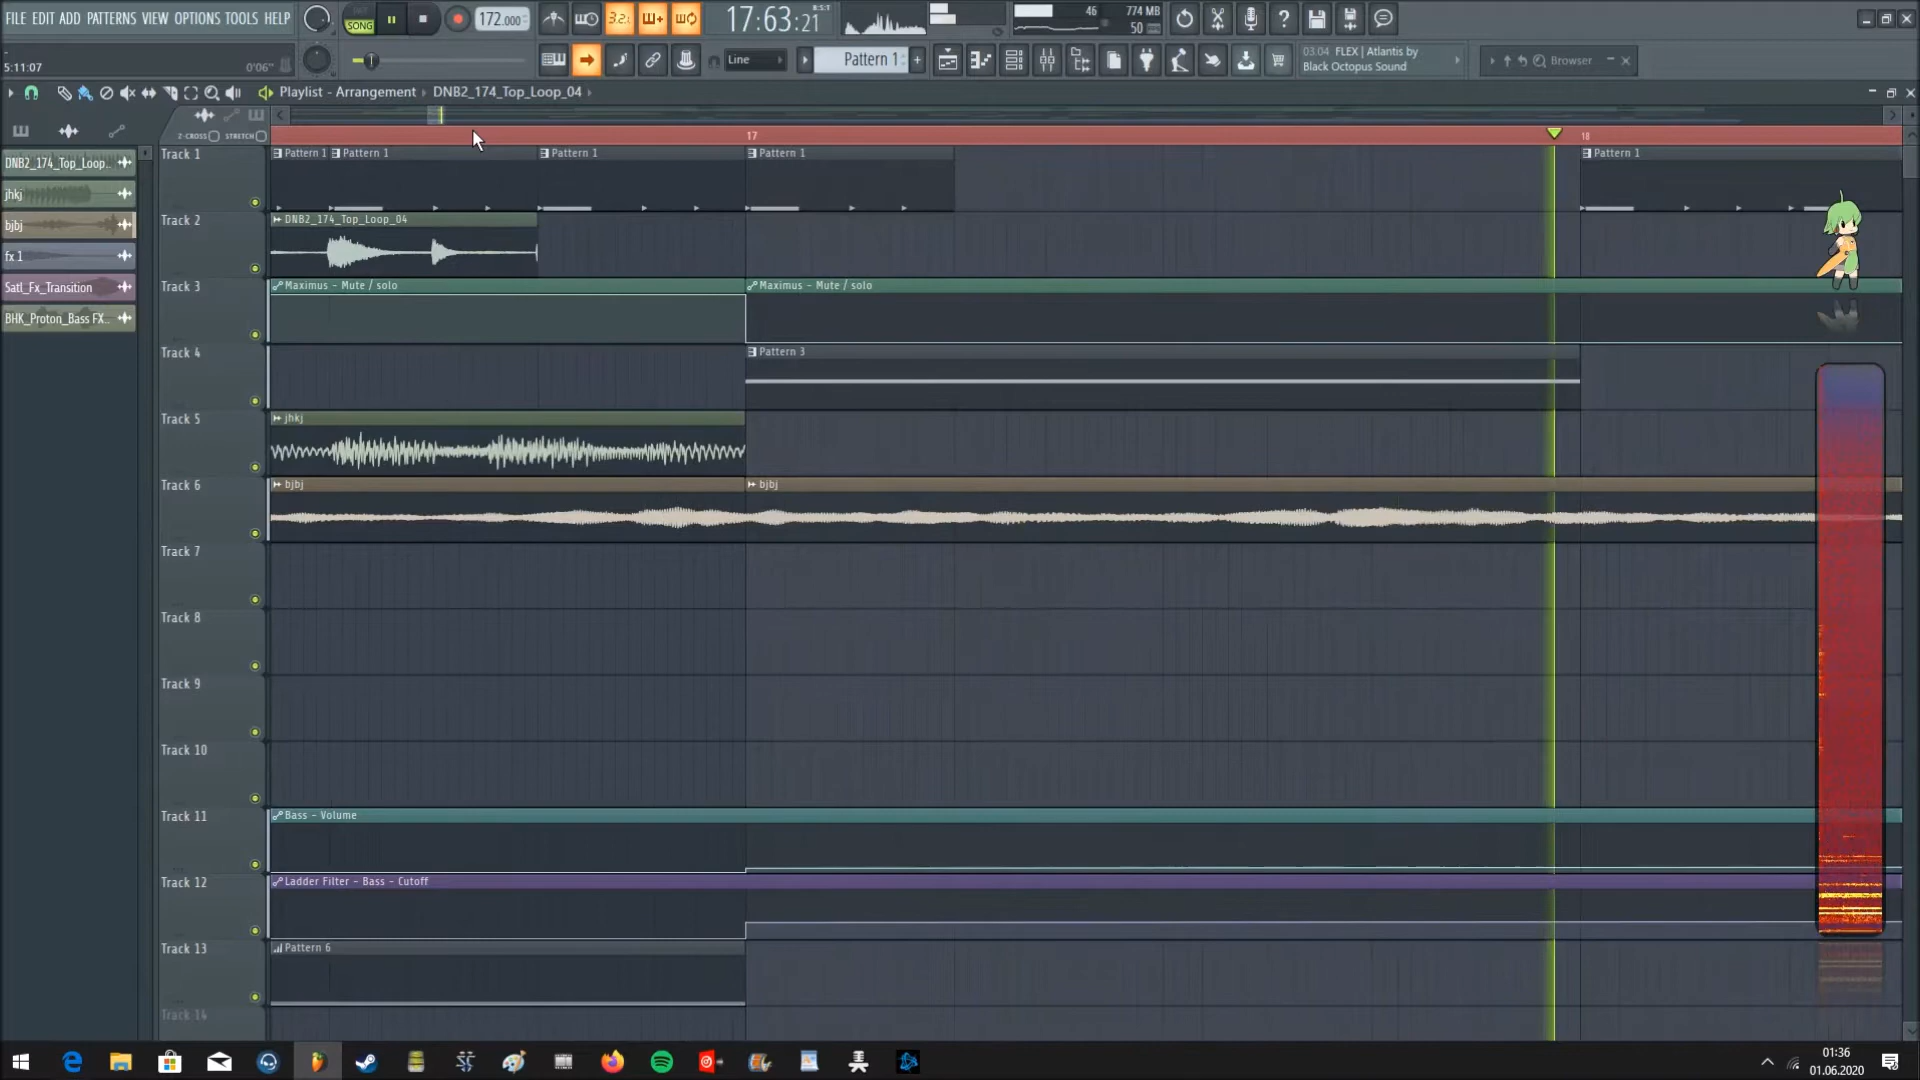 FILE EDIT ADD PATTERNS VIEW OPTIONS TOOLS HELP
SONG
172.000
3.2.
17:63:21
B:S:T
46
774 MB
50
5:11:07
0'06"
Line
Pattern 1
03.04 FLEX | Atlantis by
Black Octopus Sound
Browser
Playlist - Arrangement › DNB2_174_Top_Loop_04 ›
Z-CROSS
STRETCH
17
18
DNB2_174_Top_Loop..
jhkj
bjbj
fx 1
Satl_Fx_Transition
BHK_Proton_Bass FX..
Track 1
Pattern 1
Pattern 1
Pattern 1
Pattern 1
Pattern 1
Track 2
DNB2_174_Top_Loop_04
Track 3
Maximus - Mute / solo
Maximus - Mute / solo
Track 4
Pattern 3
Track 5
jhkj
Track 6
bjbj
bjbj
Track 7
Track 8
Track 9
Track 10
Track 11
Bass - Volume
Track 12
Ladder Filter - Bass - Cutoff
Track 13
Pattern 6
Track 14
01:36
01.06.2020